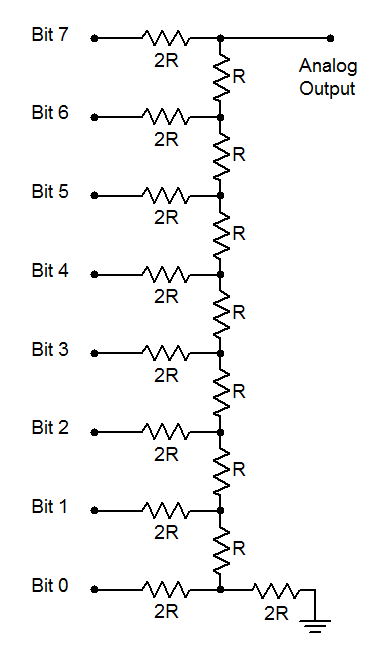 Bit 7
2R
Analog
Output
R
Bit 6
2R
R
Bit 5
2R
R
Bit 4
2R
R
Bit 3
2R
R
Bit 2
2R
R
Bit 1
2R
R
Bit 0
2R
2R